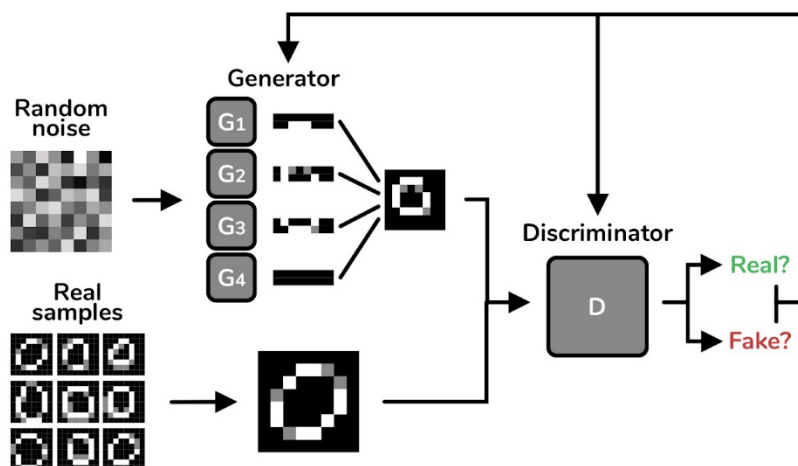 Generator
Random
noise
G1
G2
G3
G4
Discriminator
D
Real?
Fake?
Real
samples